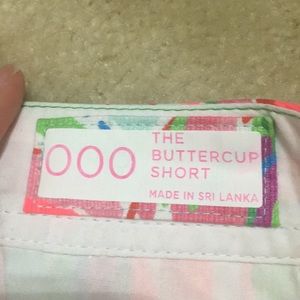 000
THE
BUTTERCUP
SHORT
MADE IN SRI LANKA